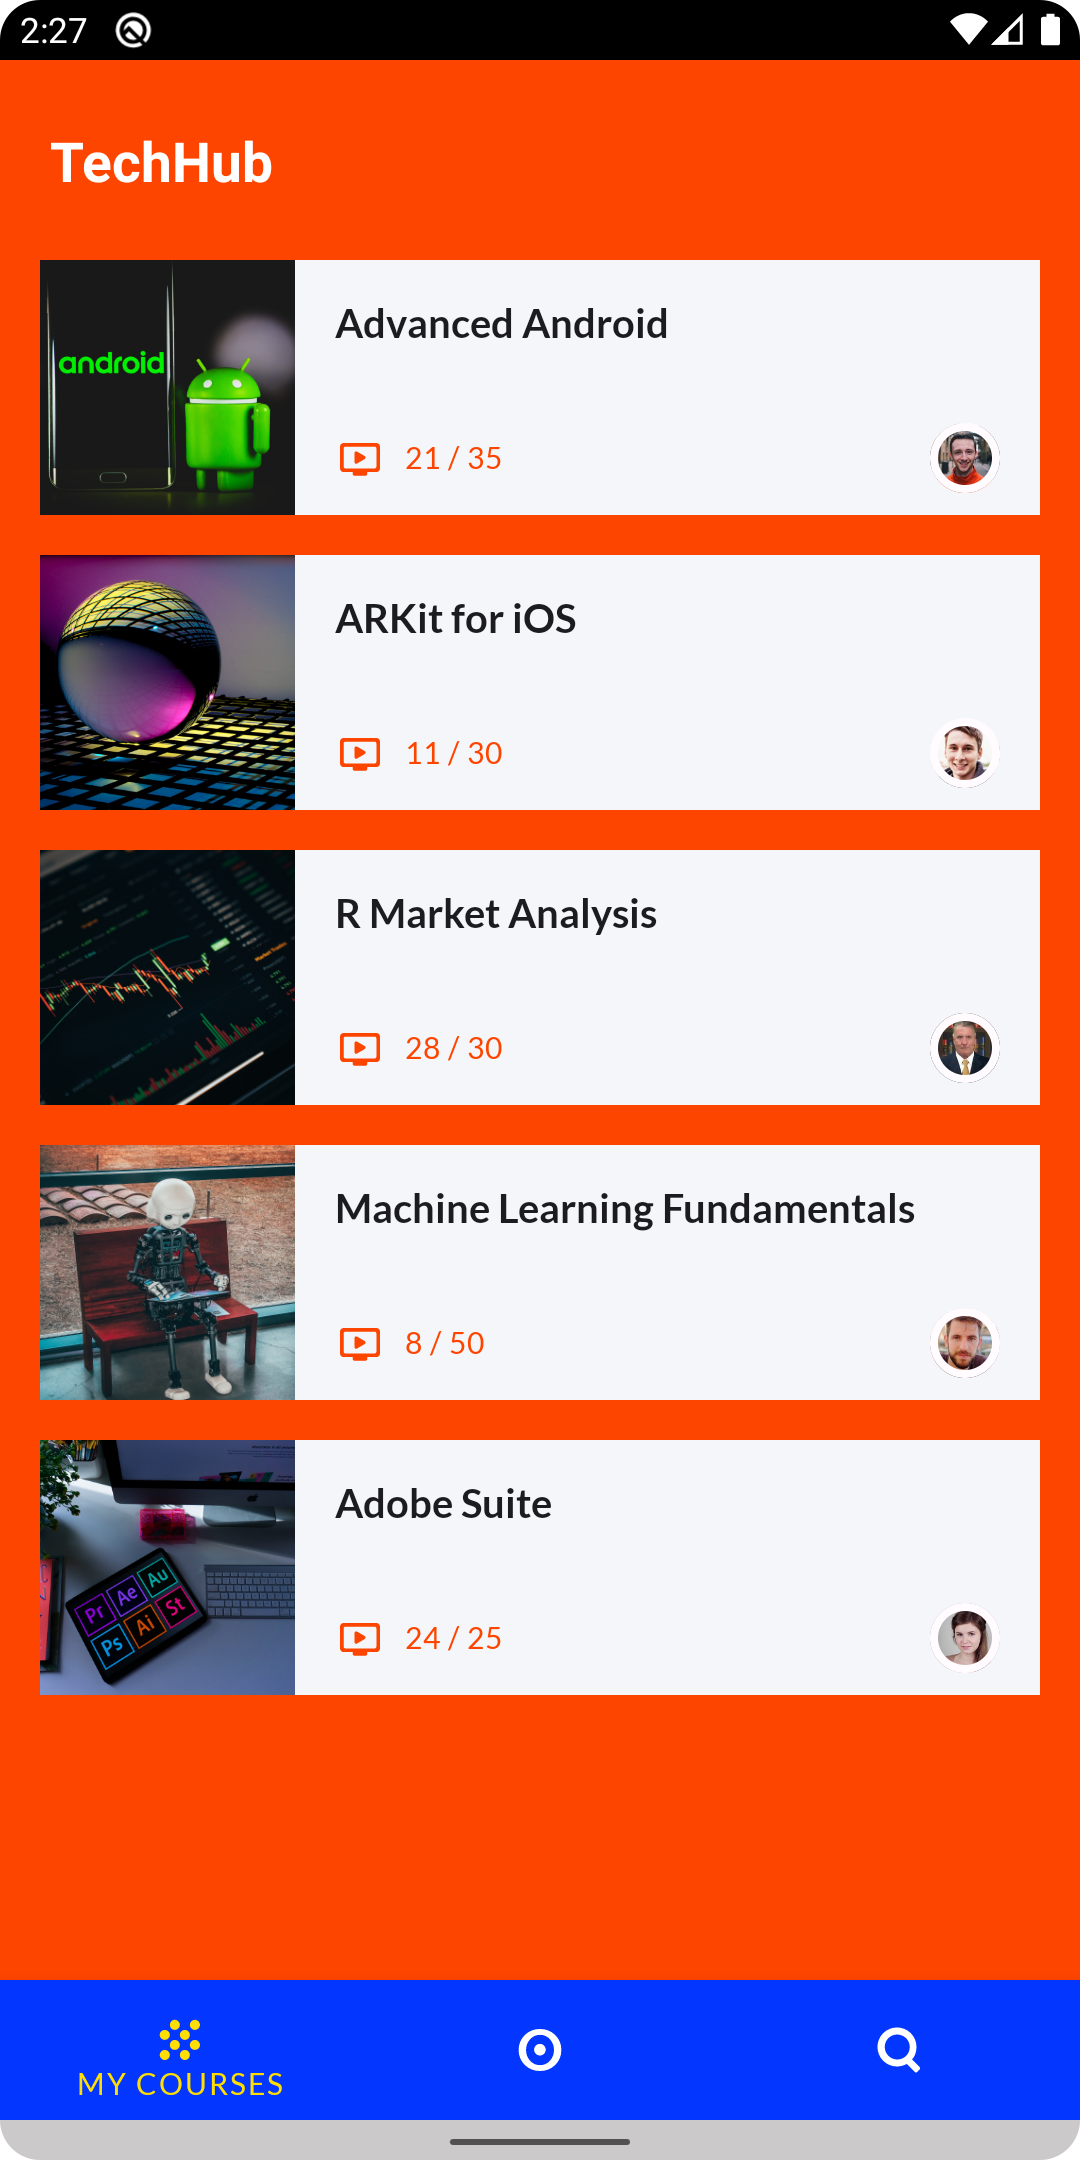 2:27
TechHub
android
Advanced Android
21 / 35
ARKit for iOS
11 / 30
R Market Analysis
28 / 30
Machine Learning Fundamentals
8 / 50
Pr Ae Au
Ps Ai St
Adobe Suite
24 / 25
MY COURSES